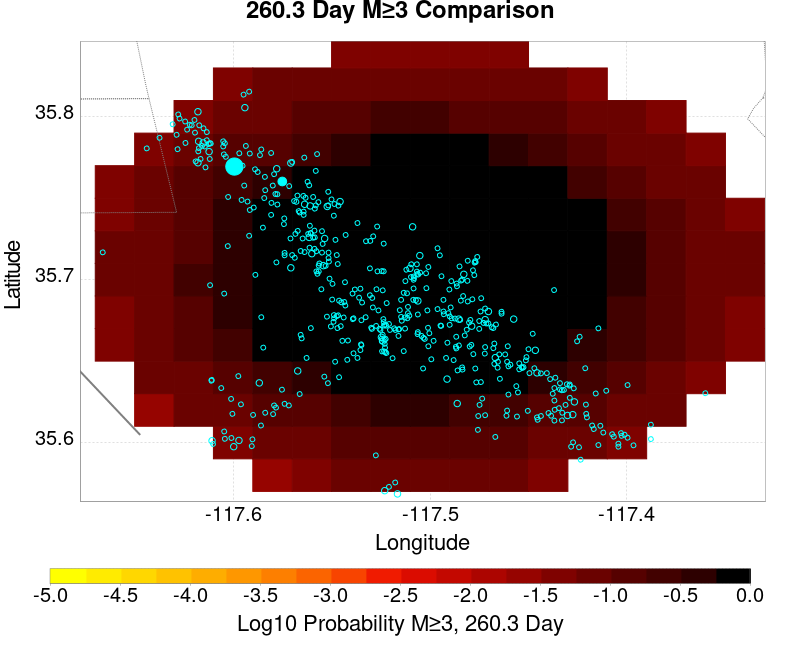 260.3 Day M≥3 Comparison
35.8
35.7
35.6
Latitude
-117.6 -117.5 -117.4
Longitude
-5.0 -4.5 -4.0 -3.5 -3.0 -2.5 -2.0 -1.5 -1.0 -0.5 0.0
Log10 Probability M≥3, 260.3 Day